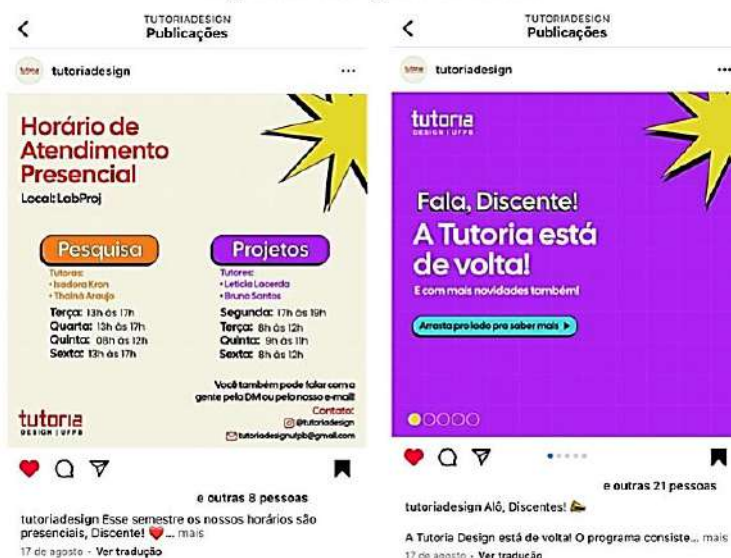 TUTORIADESIGN
Publicações
tutoriadesign
Horário de
Atendimento
Presencial
Local: LabProj
Pesquisa
Tutores:
• Isadora Kron
• Thainá Araujo
Terça: 13h às 17h
Quarta: 13h às 17h
Quinta: 08h às 12h
Sexta: 13h às 17h
Projetos
Tutores:
• Leticia Lacerda
• Bruno Santos
Segunda: 17h às 19h
Terça: 8h às 12h
Quinta: 9h às 11h
Sexta: 8h às 12h
Você também pode falar com a
gente pela DM ou pelo nosso e-mail!
Contato:
@tutoriadesign
tutoriadesignufpb@gmail.com
tutoria
DESIGN | UFPB
e outras 8 pessoas
tutoriadesign Esse semestre os nossos horários são
presenciais, Discente! ❤️... mais
17 de agosto · Ver tradução
TUTORIADESIGN
Publicações
tutoriadesign
tutoria
DESIGN | UFPB
Fala, Discente!
A Tutoria está
de volta!
E com mais novidades também!
Arrasta pro lado pra saber mais
e outras 21 pessoas
tutoriadesign Alô, Discentes!
A Tutoria Design está de volta! O programa consiste... mais
17 de agosto · Ver tradução